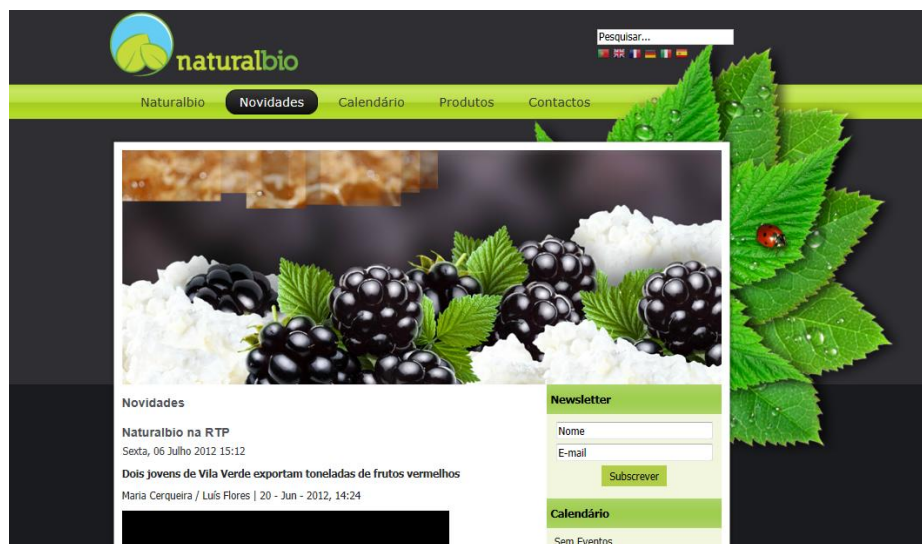 naturalbio
Pesquisar...
Naturalbio Novidades Calendário Produtos Contactos
Novidades
Naturalbio na RTP
Sexta, 06 Julho 2012 15:12
Dois jovens de Vila Verde exportam toneladas de frutos vermelhos
Maria Cerqueira / Luís Flores | 20 - Jun - 2012, 14:24
Newsletter
Nome
E-mail
Subscrever
Calendário
Sem Eventos